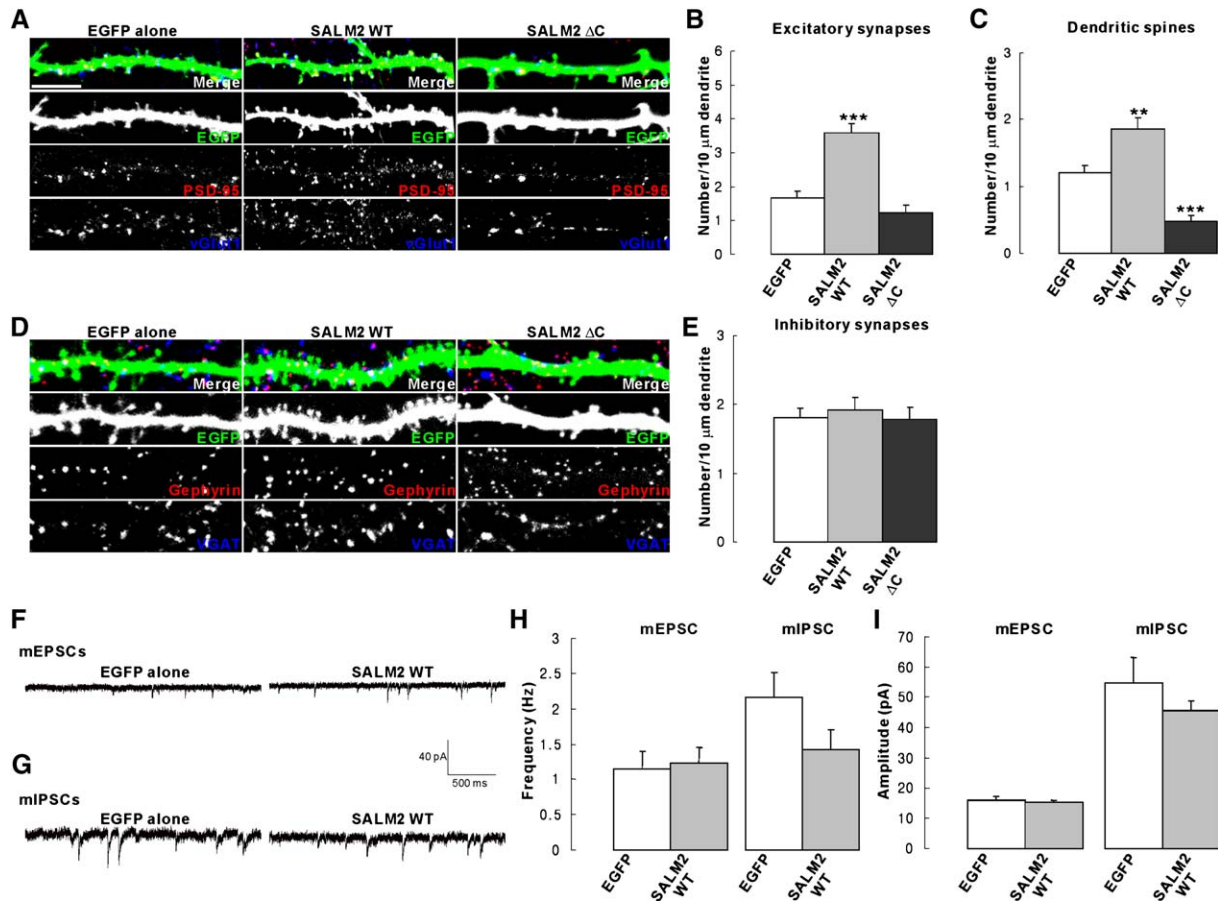 A
EGFP alone SALM2 WT SALM2 ΔC
Merge Merge Merge
EGFP EGFP EGFP
PSD-95 PSD-95 PSD-95
vGlut1 vGlut1 vGlut1
B
Excitatory synapses
Number/10 μm dendrite
6
5
4
3
2
1
0
***
EGFP
SALM2 WT
SALM2 ΔC
C
Dendritic spines
Number/10 μm dendrite
3
2
1
0
**
***
EGFP
SALM2 WT
SALM2 ΔC
D
EGFP alone SALM2 WT SALM2 ΔC
Merge Merge Merge
EGFP EGFP EGFP
Gephyrin Gephyrin Gephyrin
VGAT VGAT VGAT
E
Inhibitory synapses
Number/10 μm dendrite
3
2
1
0
EGFP
SALM2 WT
SALM2 ΔC
F
mEPSCs
EGFP alone SALM2 WT
40 pA
500 ms
G
mIPSCs
EGFP alone SALM2 WT
H
mEPSC mIPSC
Frequency (Hz)
3
2.5
2
1.5
1
0.5
0
EGFP
SALM2 WT
EGFP
SALM2 WT
I
mEPSC mIPSC
Amplitude (pA)
70
60
50
40
30
20
10
0
EGFP
SALM2 WT
EGFP
SALM2 WT